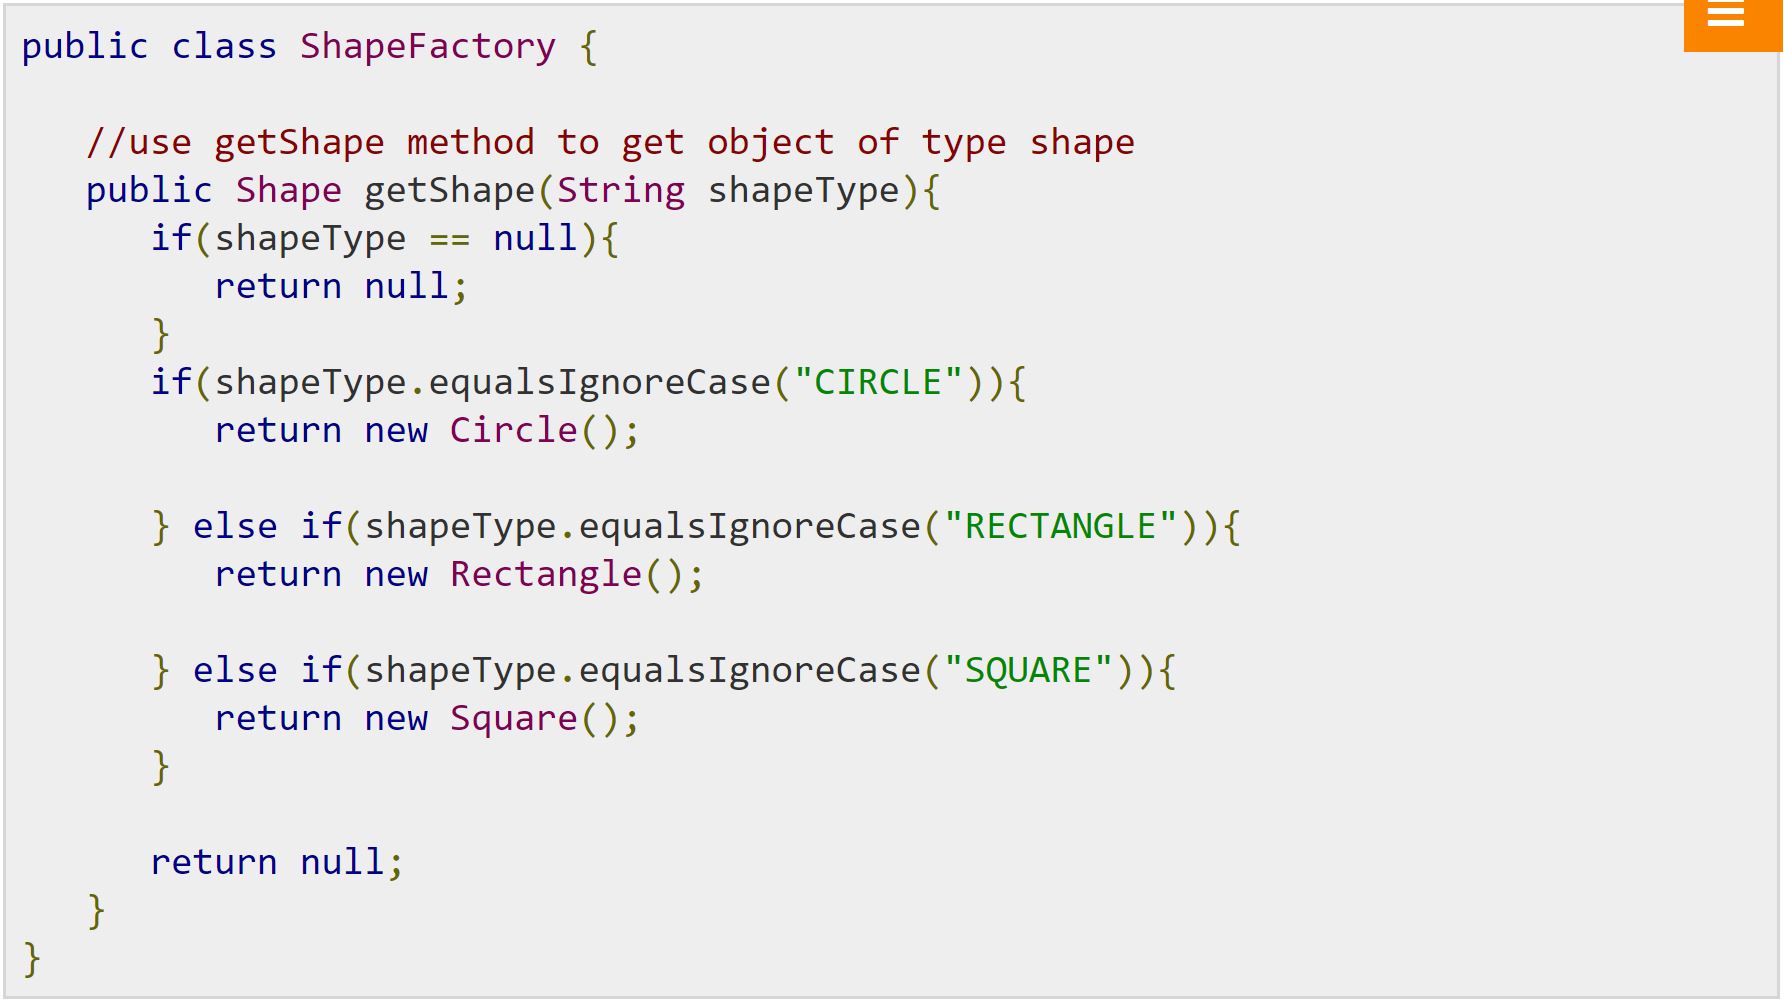 public class ShapeFactory {
//use getShape method to get object of type shape
public Shape getShape(String shapeType){
if(shapeType == null){
return null;
}
if(shapeType.equalsIgnoreCase("CIRCLE")){
return new Circle();
} else if(shapeType.equalsIgnoreCase("RECTANGLE")){
return new Rectangle();
} else if(shapeType.equalsIgnoreCase("SQUARE")){
return new Square();
}
return null;
}
}